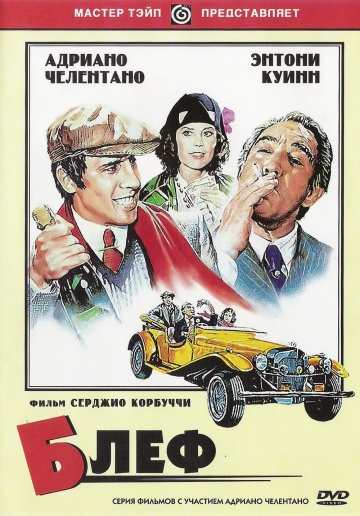 МАСТЕР ТЭЙП ПРЕДСТАВЛЯЕТ
АДРИАНО ЧЕЛЕНТАНО
ЭНТОНИ КУИНН
ФИЛЬМ СЕРДЖИО КОРБУЧЧИ
БЛЕФ
DVD
VIDEO
СЕРИЯ ФИЛЬМОВ С УЧАСТИЕМ АДРИАНО ЧЕЛЕНТАНО